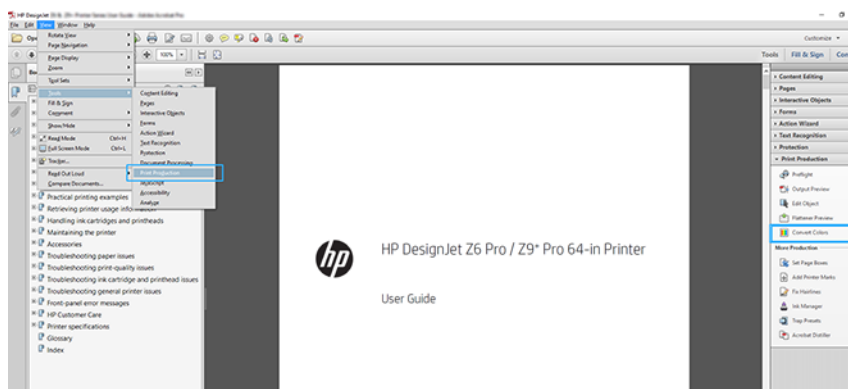 File Edit View Window Help
Customize
Rotate View
Page Navigation
Page Display
Zoom
Tool Sets
Tools
Fill & Sign
Comment
Show/Hide
Read Mode Ctrl+H
Full Screen Mode Ctrl+L
Tracker...
Read Out Loud
Compare Documents...
100%
Tools Fill & Sign
Content Editing
Pages
Interactive Objects
Forms
Action Wizard
Text Recognition
Protection
Document Processing
Print Production
JavaScript
Accessibility
Analyze
Practical printing examples
Retrieving printer usage information
Handling ink cartridges and printheads
Maintaining the printer
Accessories
Troubleshooting paper issues
Troubleshooting print-quality issues
Troubleshooting ink cartridge and printhead issues
Troubleshooting general printer issues
Front-panel error messages
HP Customer Care
Printer specifications
Glossary
Index
hp
HP DesignJet Z6 Pro / Z9⁺ Pro 64-in Printer
User Guide
Content Editing
Pages
Interactive Objects
Forms
Action Wizard
Text Recognition
Protection
Print Production
Preflight
Output Preview
Edit Object
Flattener Preview
Convert Colors
More Production
Set Page Boxes
Add Printer Marks
Fix Hairlines
Ink Manager
Trap Presets
Acrobat Distiller